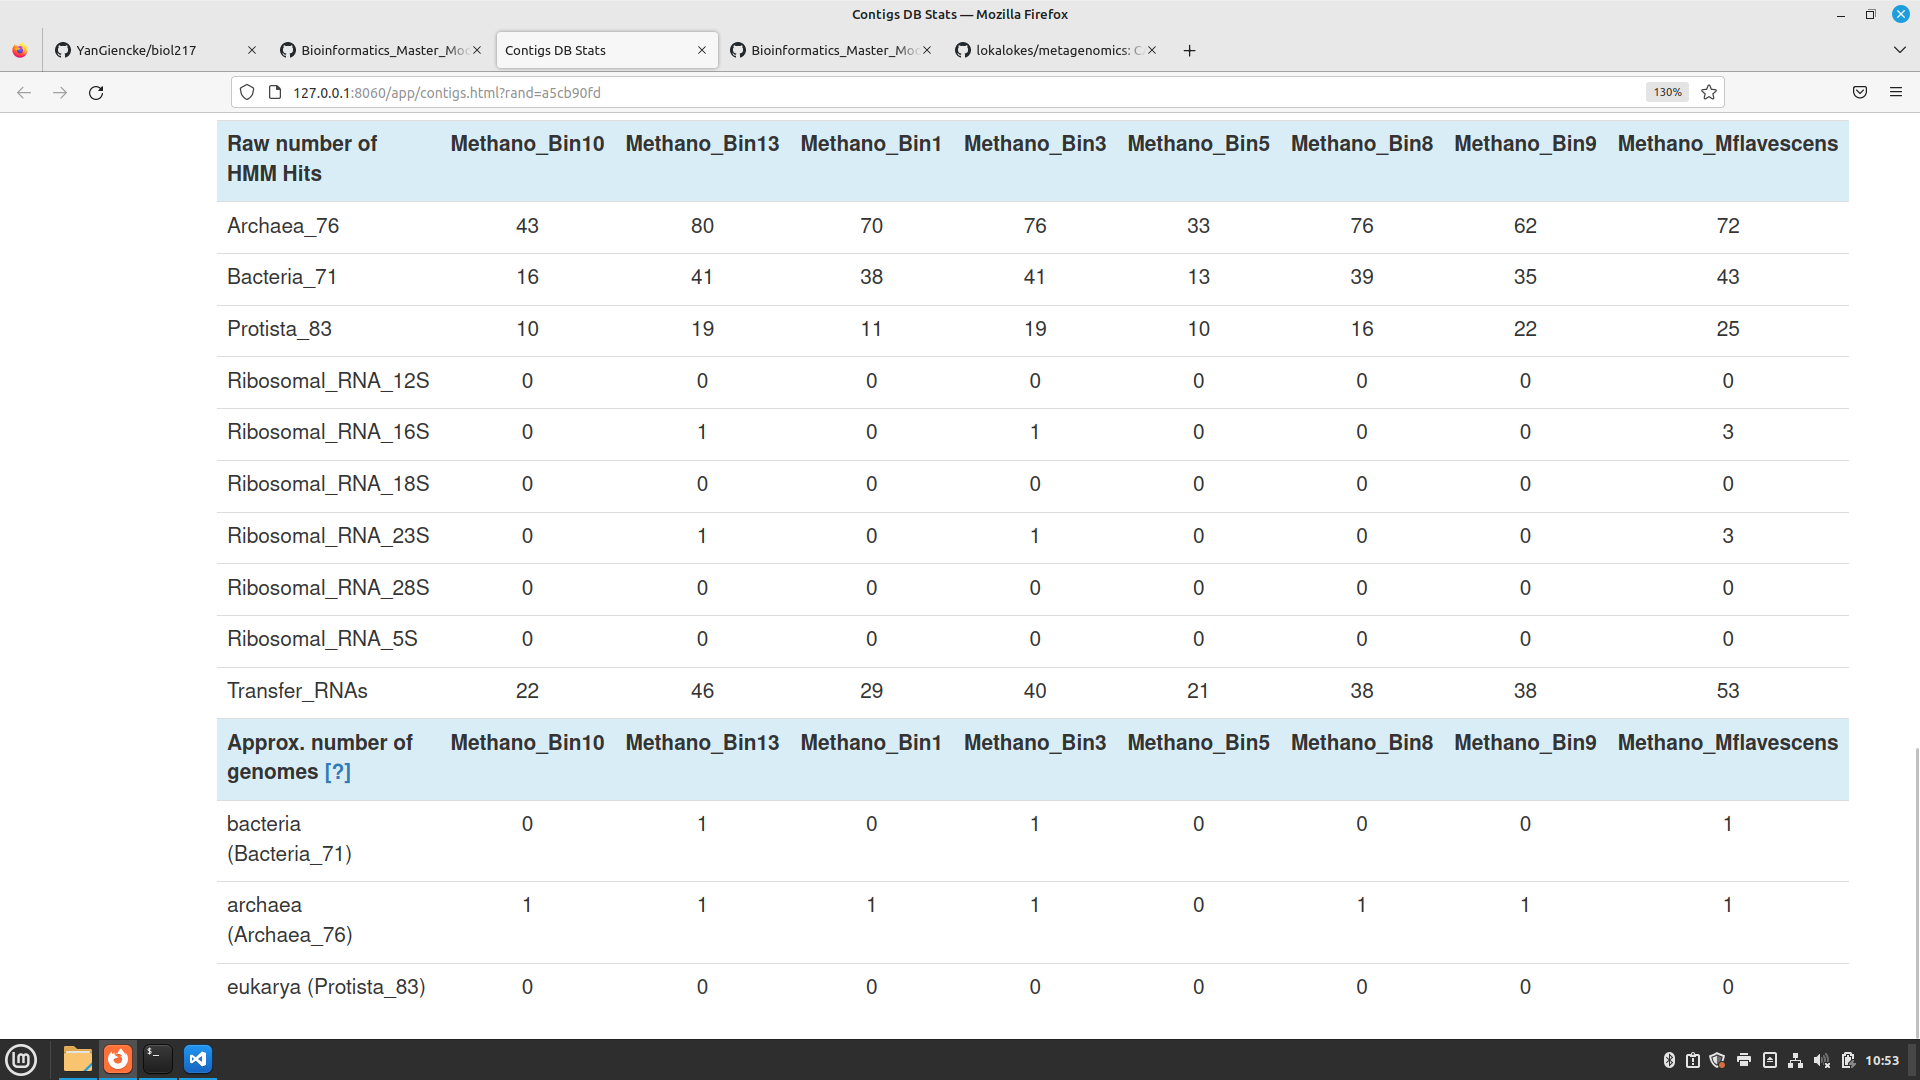 Contigs DB Stats — Mozilla Firefox
YanGiencke/biol217
Bioinformatics_Master_Moc
Contigs DB Stats
Bioinformatics_Master_Moc
lokalokes/metagenomics: CA
127.0.0.1:8060/app/contigs.html?rand=a5cb90fd
130%
Raw number of HMM Hits Methano_Bin10 Methano_Bin13 Methano_Bin1 Methano_Bin3 Methano_Bin5 Methano_Bin8 Methano_Bin9 Methano_Mflavescens
Archaea_76 43 80 70 76 33 76 62 72
Bacteria_71 16 41 38 41 13 39 35 43
Protista_83 10 19 11 19 10 16 22 25
Ribosomal_RNA_12S 0 0 0 0 0 0 0 0
Ribosomal_RNA_16S 0 1 0 1 0 0 0 3
Ribosomal_RNA_18S 0 0 0 0 0 0 0 0
Ribosomal_RNA_23S 0 1 0 1 0 0 0 3
Ribosomal_RNA_28S 0 0 0 0 0 0 0 0
Ribosomal_RNA_5S 0 0 0 0 0 0 0 0
Transfer_RNAs 22 46 29 40 21 38 38 53
Approx. number of genomes [?] Methano_Bin10 Methano_Bin13 Methano_Bin1 Methano_Bin3 Methano_Bin5 Methano_Bin8 Methano_Bin9 Methano_Mflavescens
bacteria (Bacteria_71) 0 1 0 1 0 0 0 1
archaea (Archaea_76) 1 1 1 1 0 1 1 1
eukarya (Protista_83) 0 0 0 0 0 0 0 0
10:53